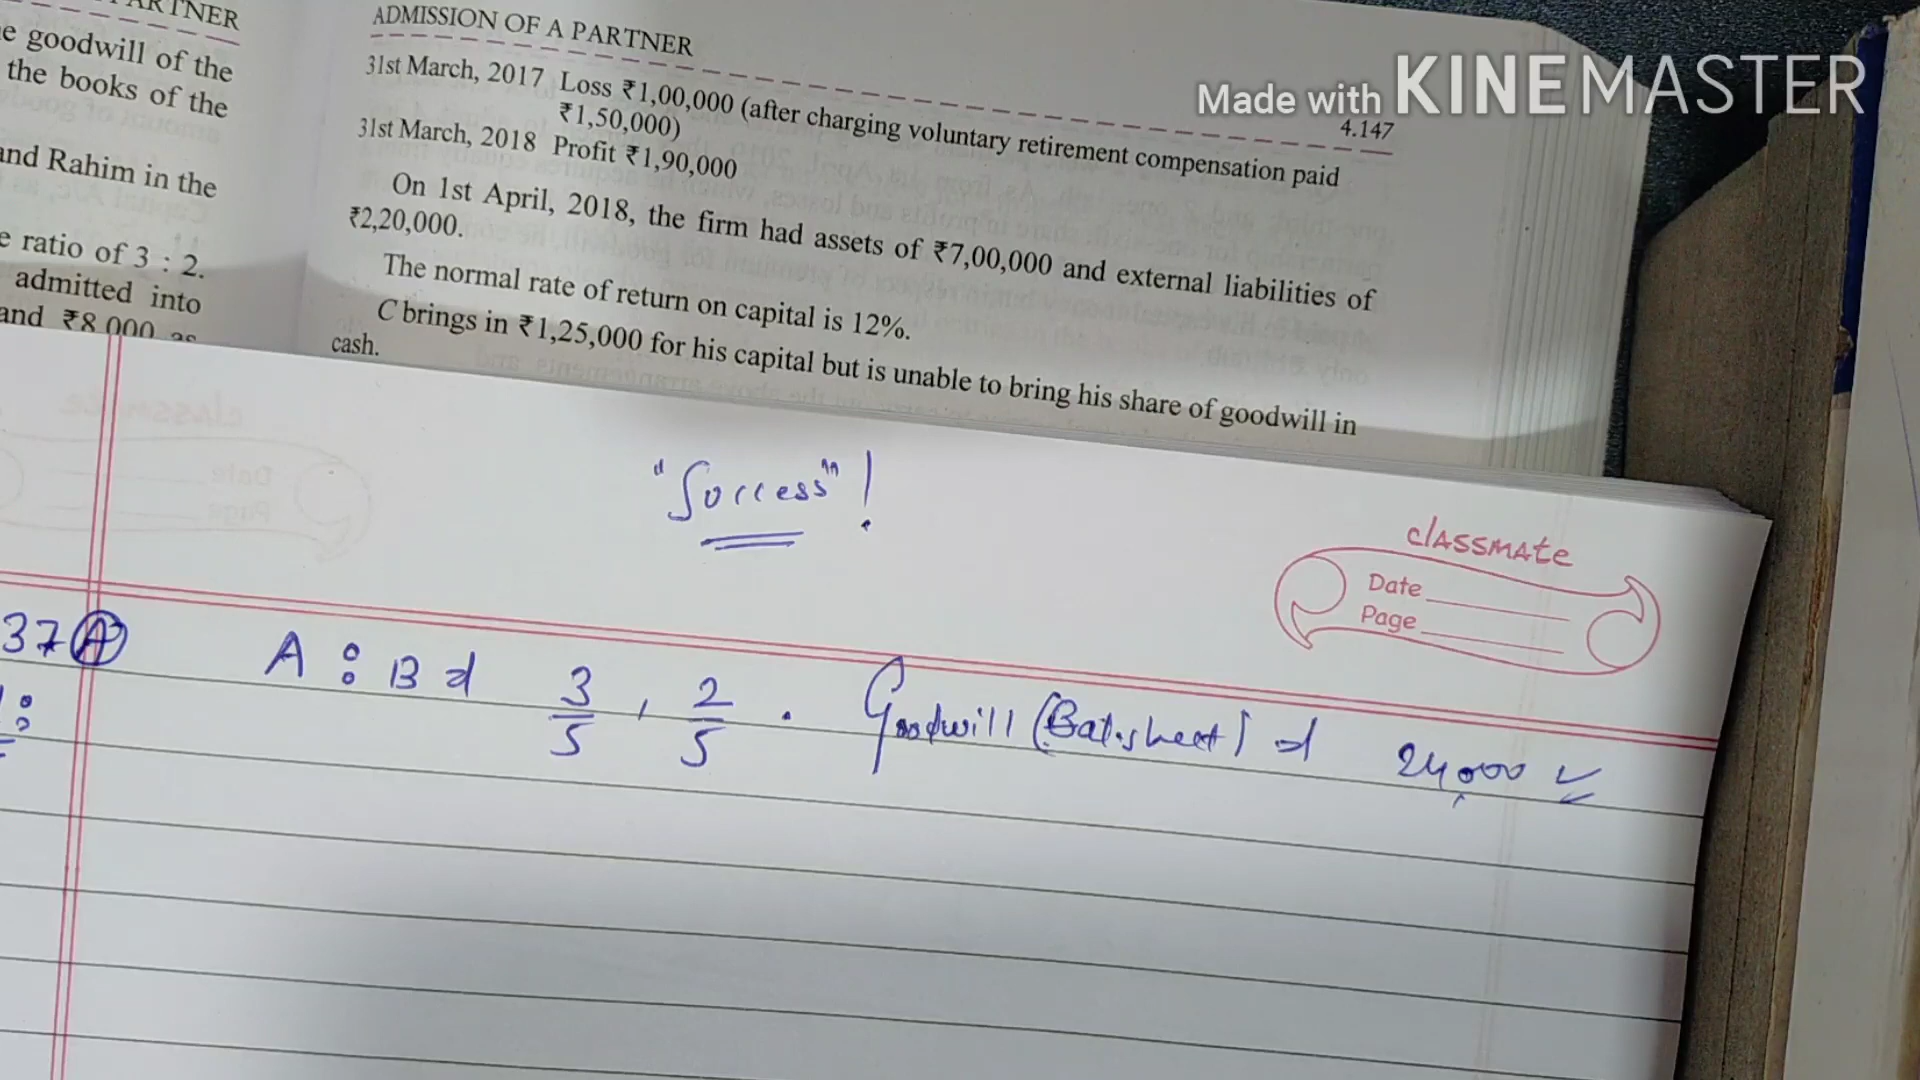 PARTNER
e goodwill of the
the books of the
and Rahim in the
e ratio of 3 : 2.
admitted into
and ₹8,000 as
ADMISSION OF A PARTNER
4.147
31st March, 2017 Loss ₹1,00,000 (after charging voluntary retirement compensation paid
₹1,50,000)
31st March, 2018 Profit ₹1,90,000
On 1st April, 2018, the firm had assets of ₹7,00,000 and external liabilities of
₹2,20,000.
The normal rate of return on capital is 12%.
C brings in ₹1,25,000 for his capital but is unable to bring his share of goodwill in
cash.
Made with KINEMASTER
"Success"!
classmate
Date
Page
37 A
A : B 3/5 , 2/5 . Goodwill (Bal.sheet) 24,000